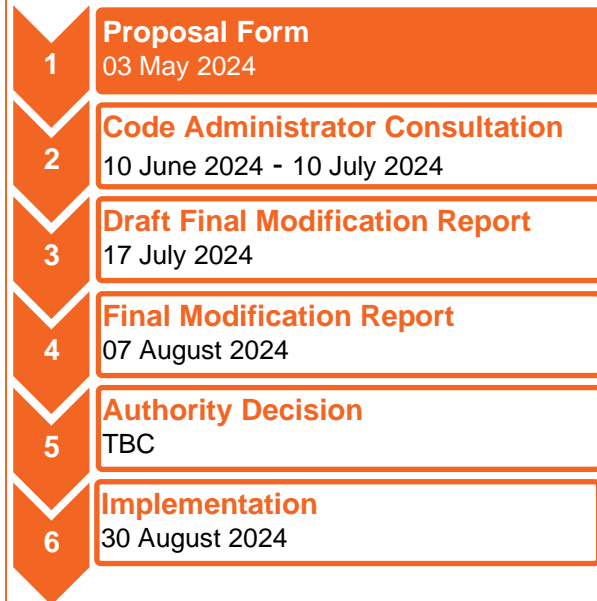 1
Proposal Form
03 May 2024
2
Code Administrator Consultation
10 June 2024 - 10 July 2024
3
Draft Final Modification Report
17 July 2024
4
Final Modification Report
07 August 2024
5
Authority Decision
TBC
6
Implementation
30 August 2024